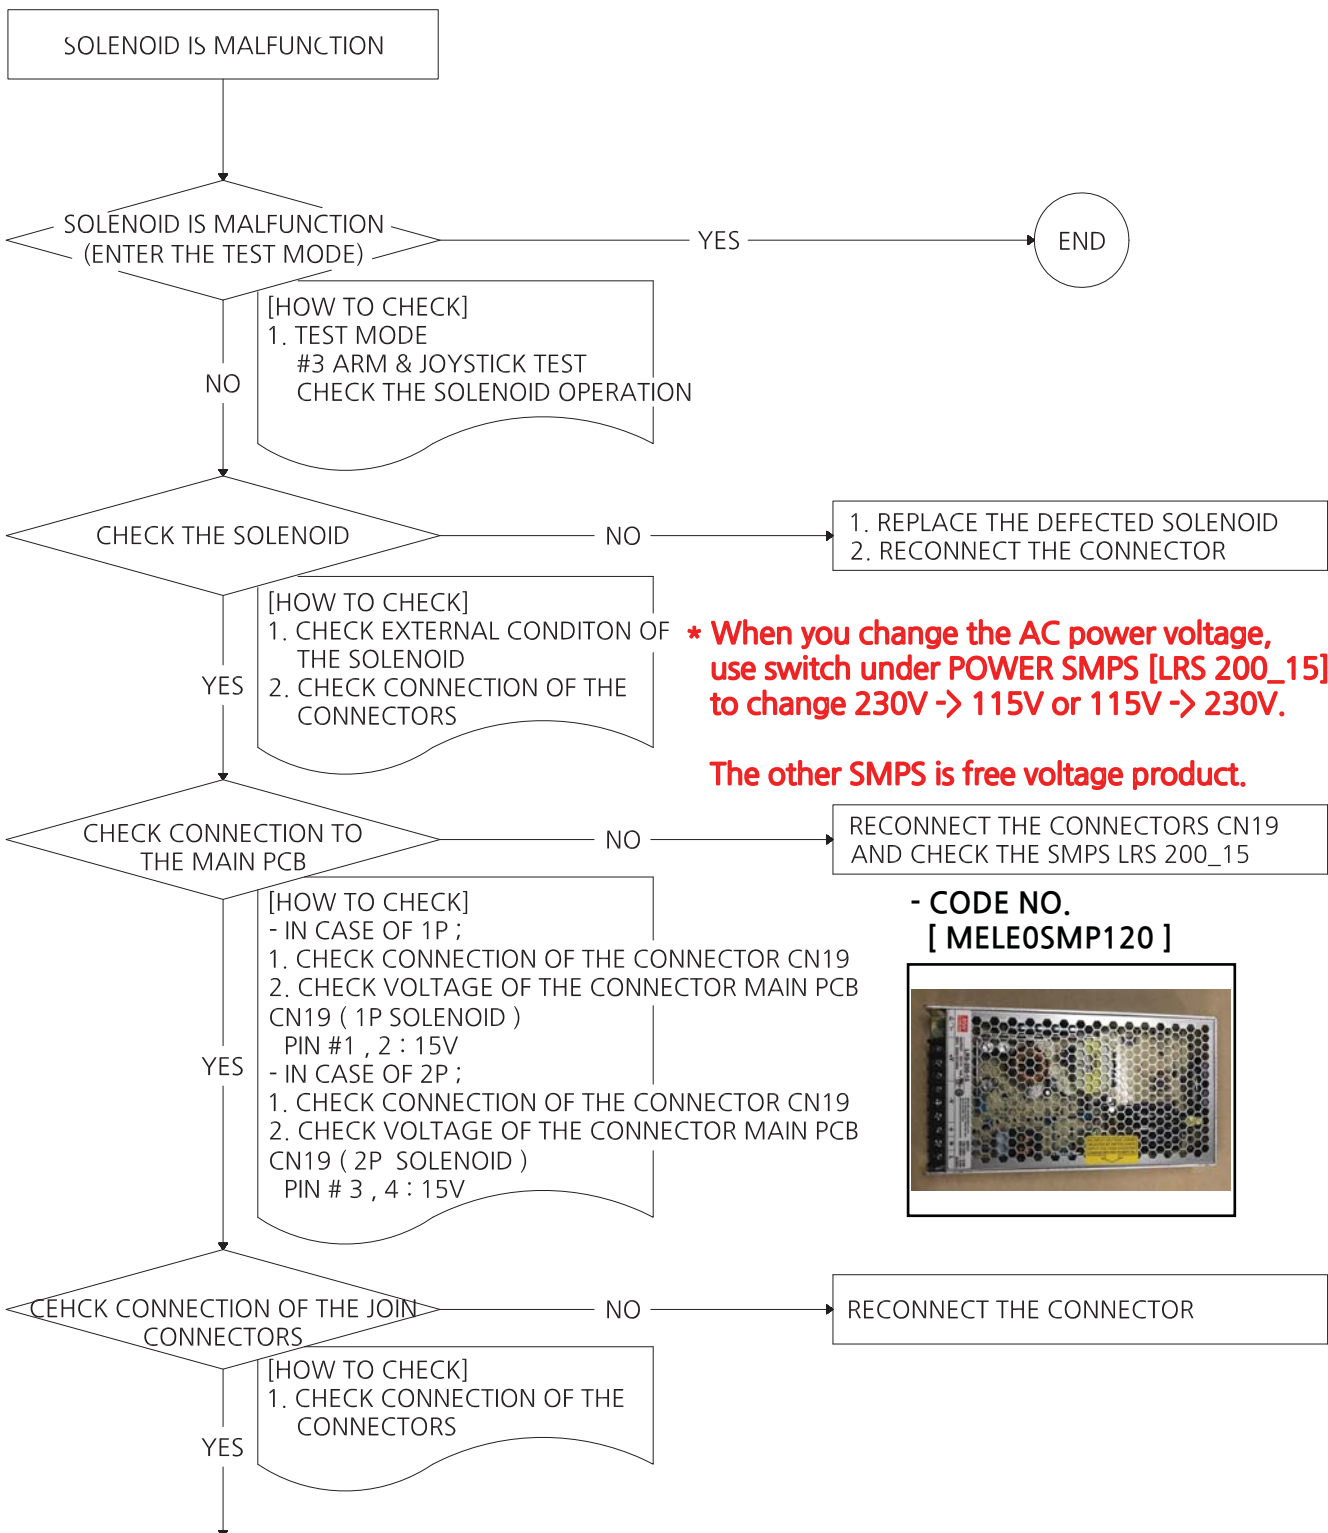 SOLENOID IS MALFUNCTION
SOLENOID IS MALFUNCTION
(ENTER THE TEST MODE)
YES
END
[HOW TO CHECK]
1. TEST MODE
#3 ARM & JOYSTICK TEST
CHECK THE SOLENOID OPERATION
NO
CHECK THE SOLENOID
NO
1. REPLACE THE DEFECTED SOLENOID
2. RECONNECT THE CONNECTOR
[HOW TO CHECK]
1. CHECK EXTERNAL CONDITON OF
THE SOLENOID
2. CHECK CONNECTION OF THE
CONNECTORS
YES
* When you change the AC power voltage,
use switch under POWER SMPS [LRS 200_15]
to change 230V -> 115V or 115V -> 230V.
The other SMPS is free voltage product.
CHECK CONNECTION TO
THE MAIN PCB
NO
RECONNECT THE CONNECTORS CN19
AND CHECK THE SMPS LRS 200_15
- CODE NO.
[ MELE0SMP120 ]
[HOW TO CHECK]
- IN CASE OF 1P ;
1. CHECK CONNECTION OF THE CONNECTOR CN19
2. CHECK VOLTAGE OF THE CONNECTOR MAIN PCB
CN19 ( 1P SOLENOID )
PIN #1 , 2 : 15V
- IN CASE OF 2P ;
1. CHECK CONNECTION OF THE CONNECTOR CN19
2. CHECK VOLTAGE OF THE CONNECTOR MAIN PCB
CN19 ( 2P SOLENOID )
PIN # 3 , 4 : 15V
YES
CEHCK CONNECTION OF THE JOIN
CONNECTORS
NO
RECONNECT THE CONNECTOR
[HOW TO CHECK]
1. CHECK CONNECTION OF THE
CONNECTORS
YES